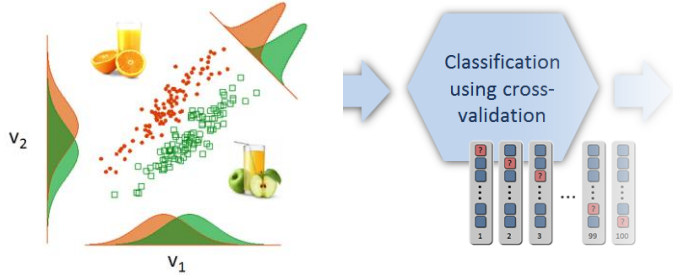 V2
V1
Classification
using cross-
validation
?
?
?
?
?
...
1
2
3
99
100